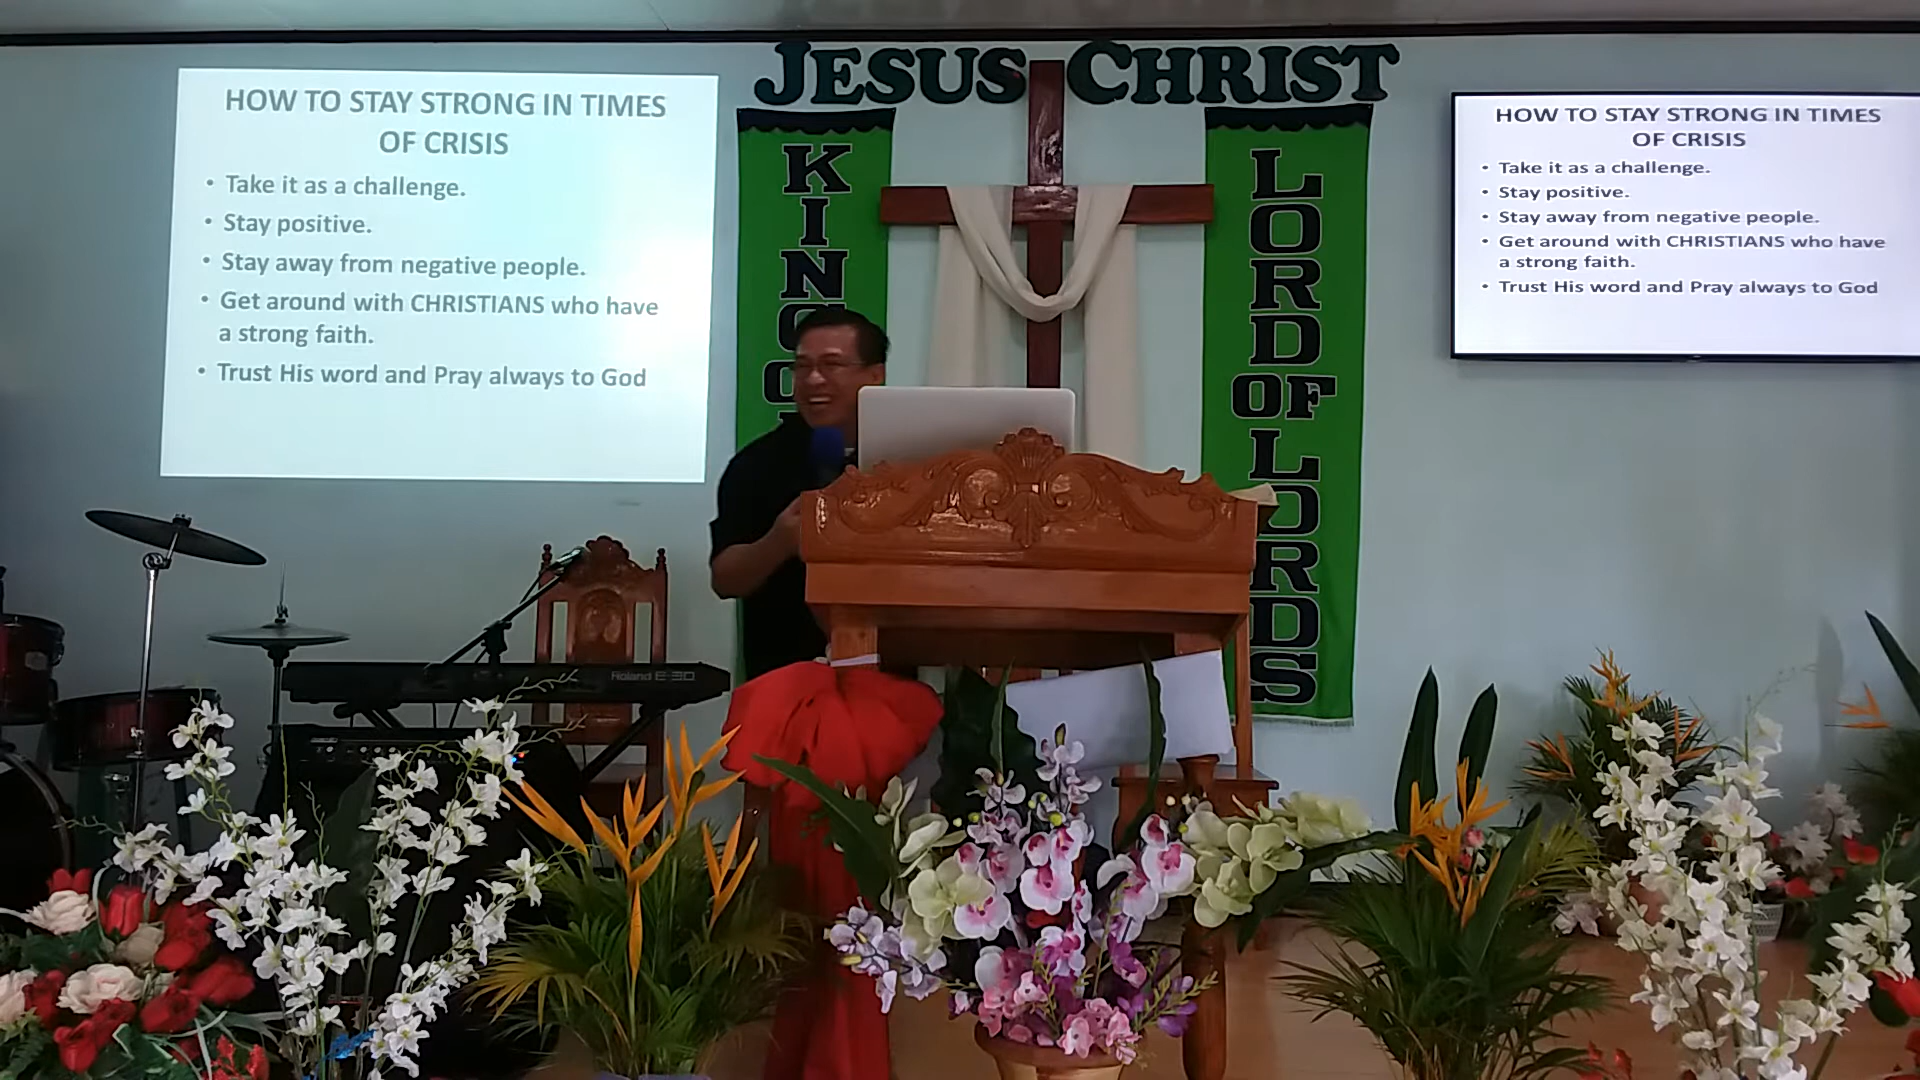 JESUS CHRIST
HOW TO STAY STRONG IN TIMES
OF CRISIS
• Take it as a challenge.
• Stay positive.
• Stay away from negative people.
• Get around with CHRISTIANS who have
a strong faith.
• Trust His word and Pray always to God
KING O
LORD OF LORDS
HOW TO STAY STRONG IN TIMES
OF CRISIS
• Take it as a challenge.
• Stay positive.
• Stay away from negative people.
• Get around with CHRISTIANS who have
a strong faith.
• Trust His word and Pray always to God
Roland E-30